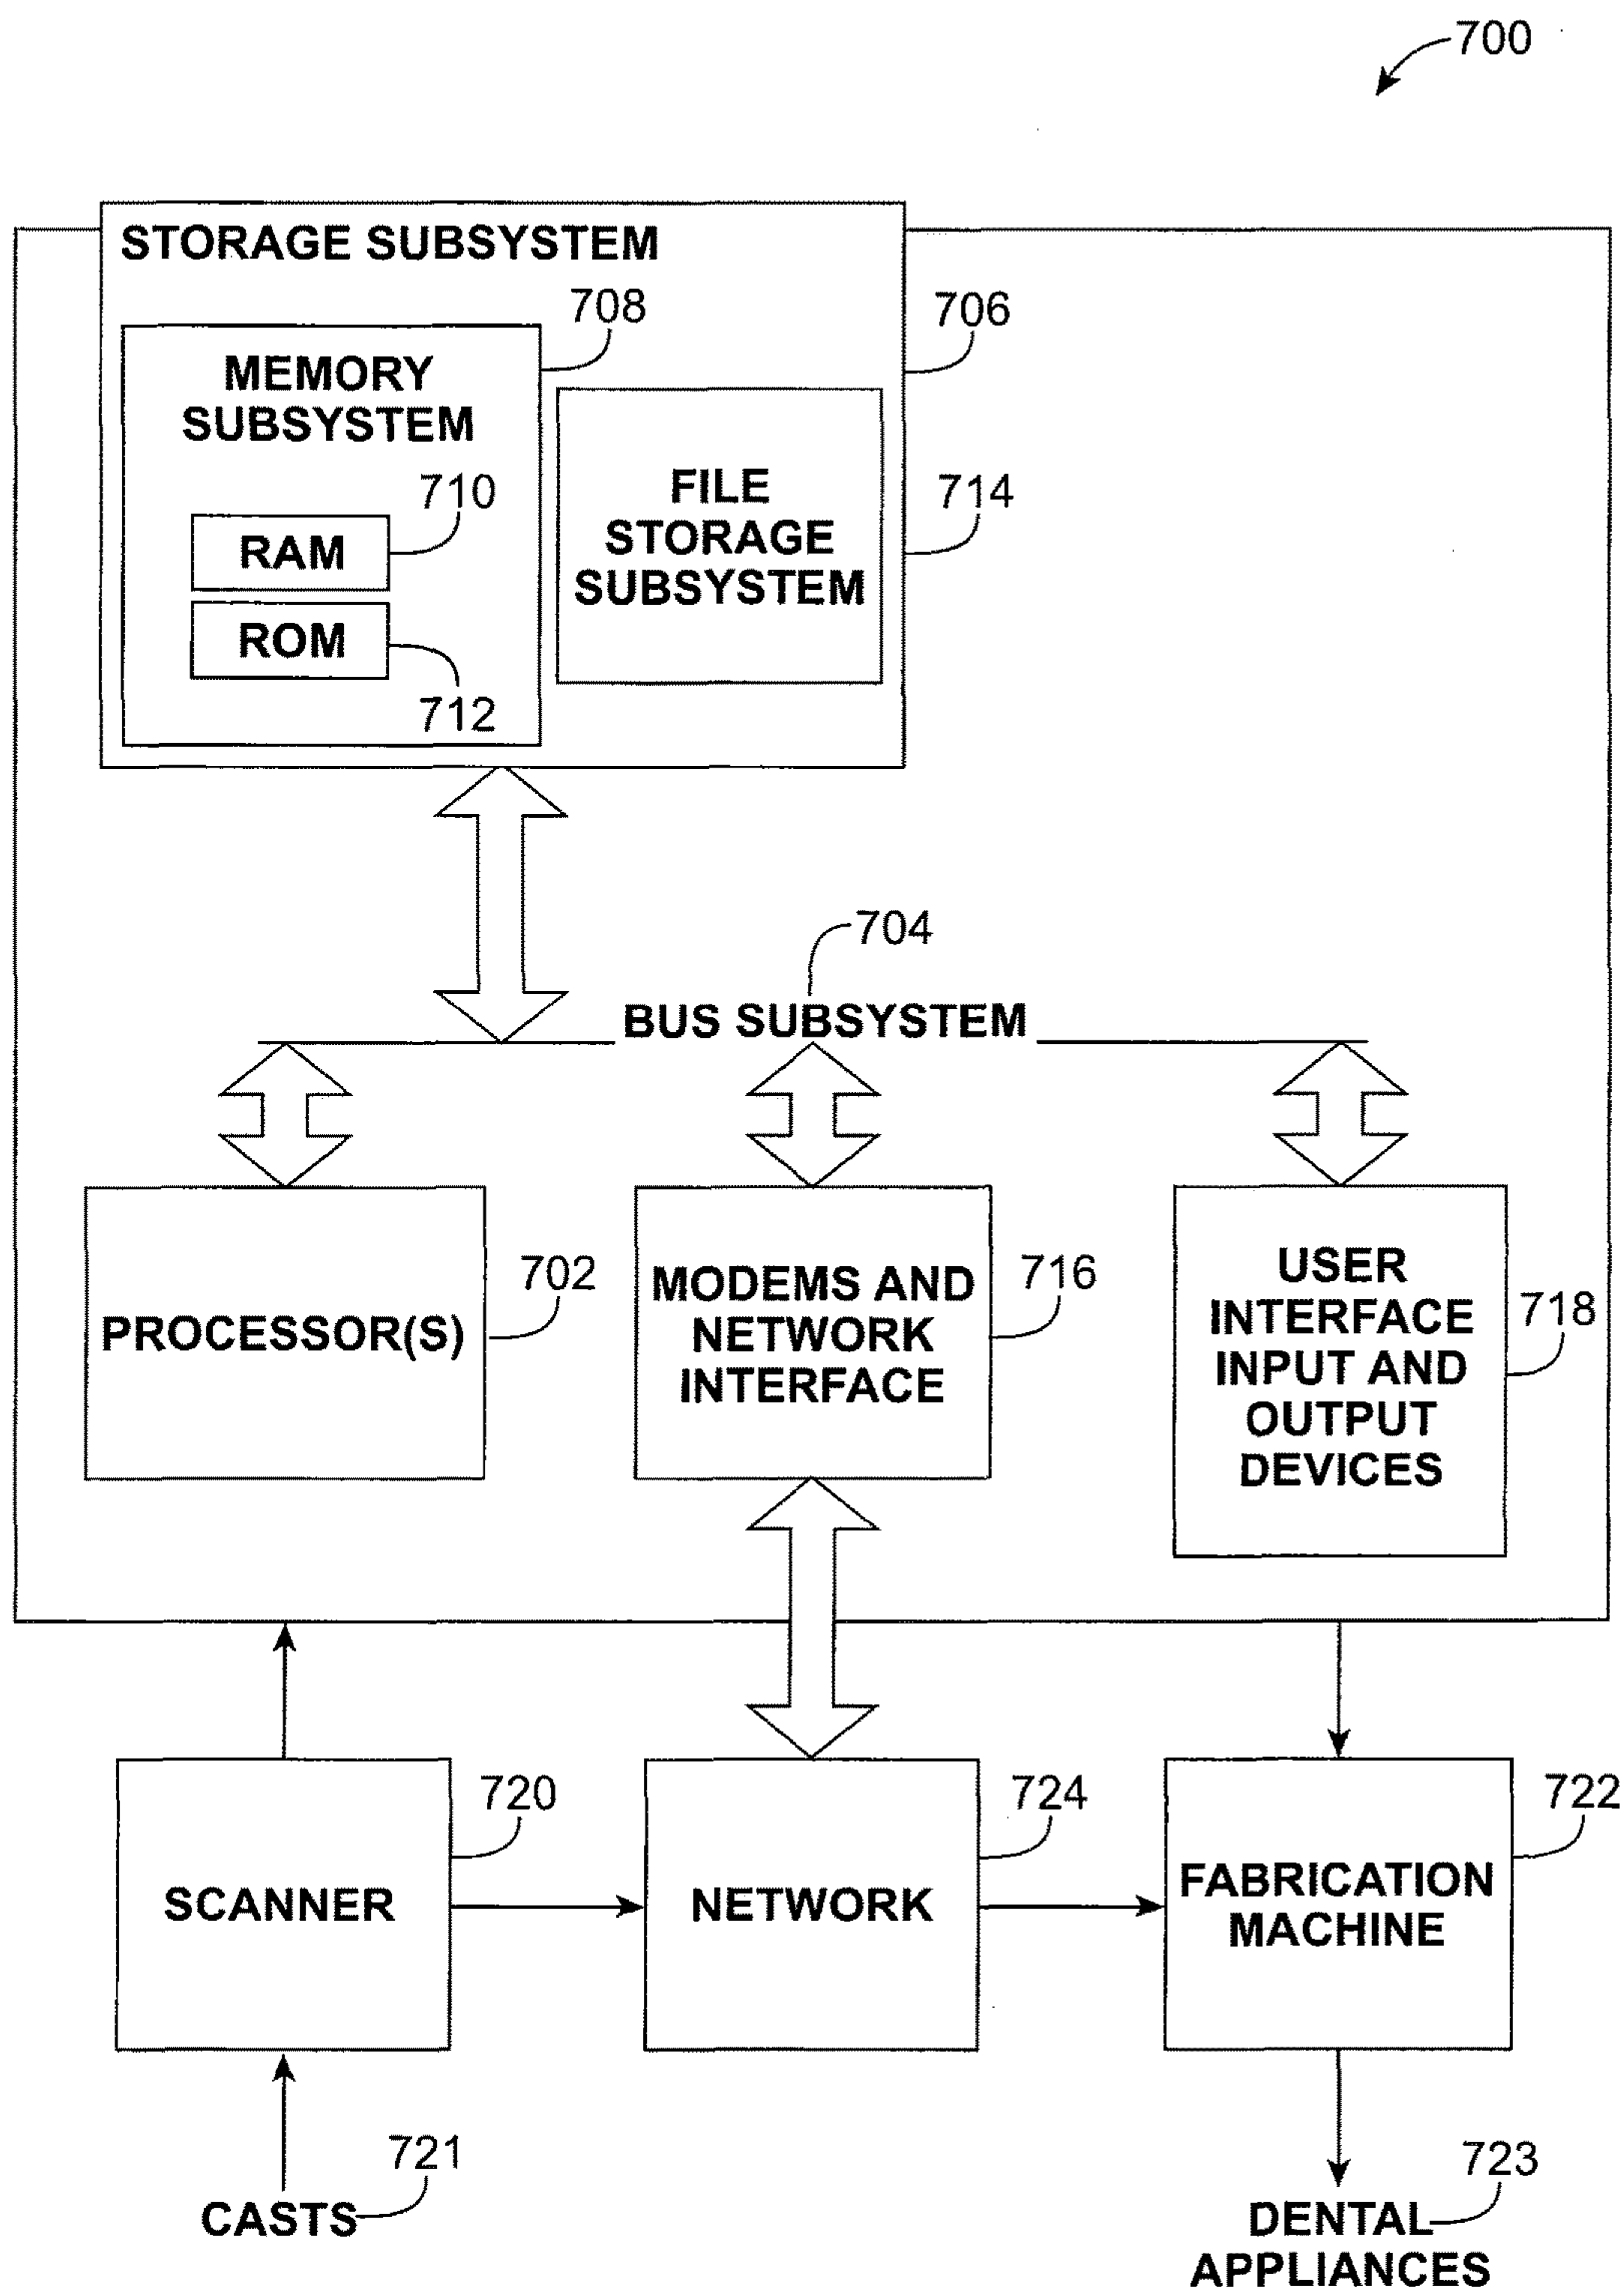 700
STORAGE SUBSYSTEM
708
706
MEMORY
SUBSYSTEM
710
RAM
ROM
712
FILE
STORAGE
SUBSYSTEM
714
704
BUS SUBSYSTEM
PROCESSOR(S)
702
MODEMS AND
NETWORK
INTERFACE
716
USER
INTERFACE
INPUT AND
OUTPUT
DEVICES
718
SCANNER
720
NETWORK
724
FABRICATION
MACHINE
722
CASTS
721
DENTAL
APPLIANCES
723